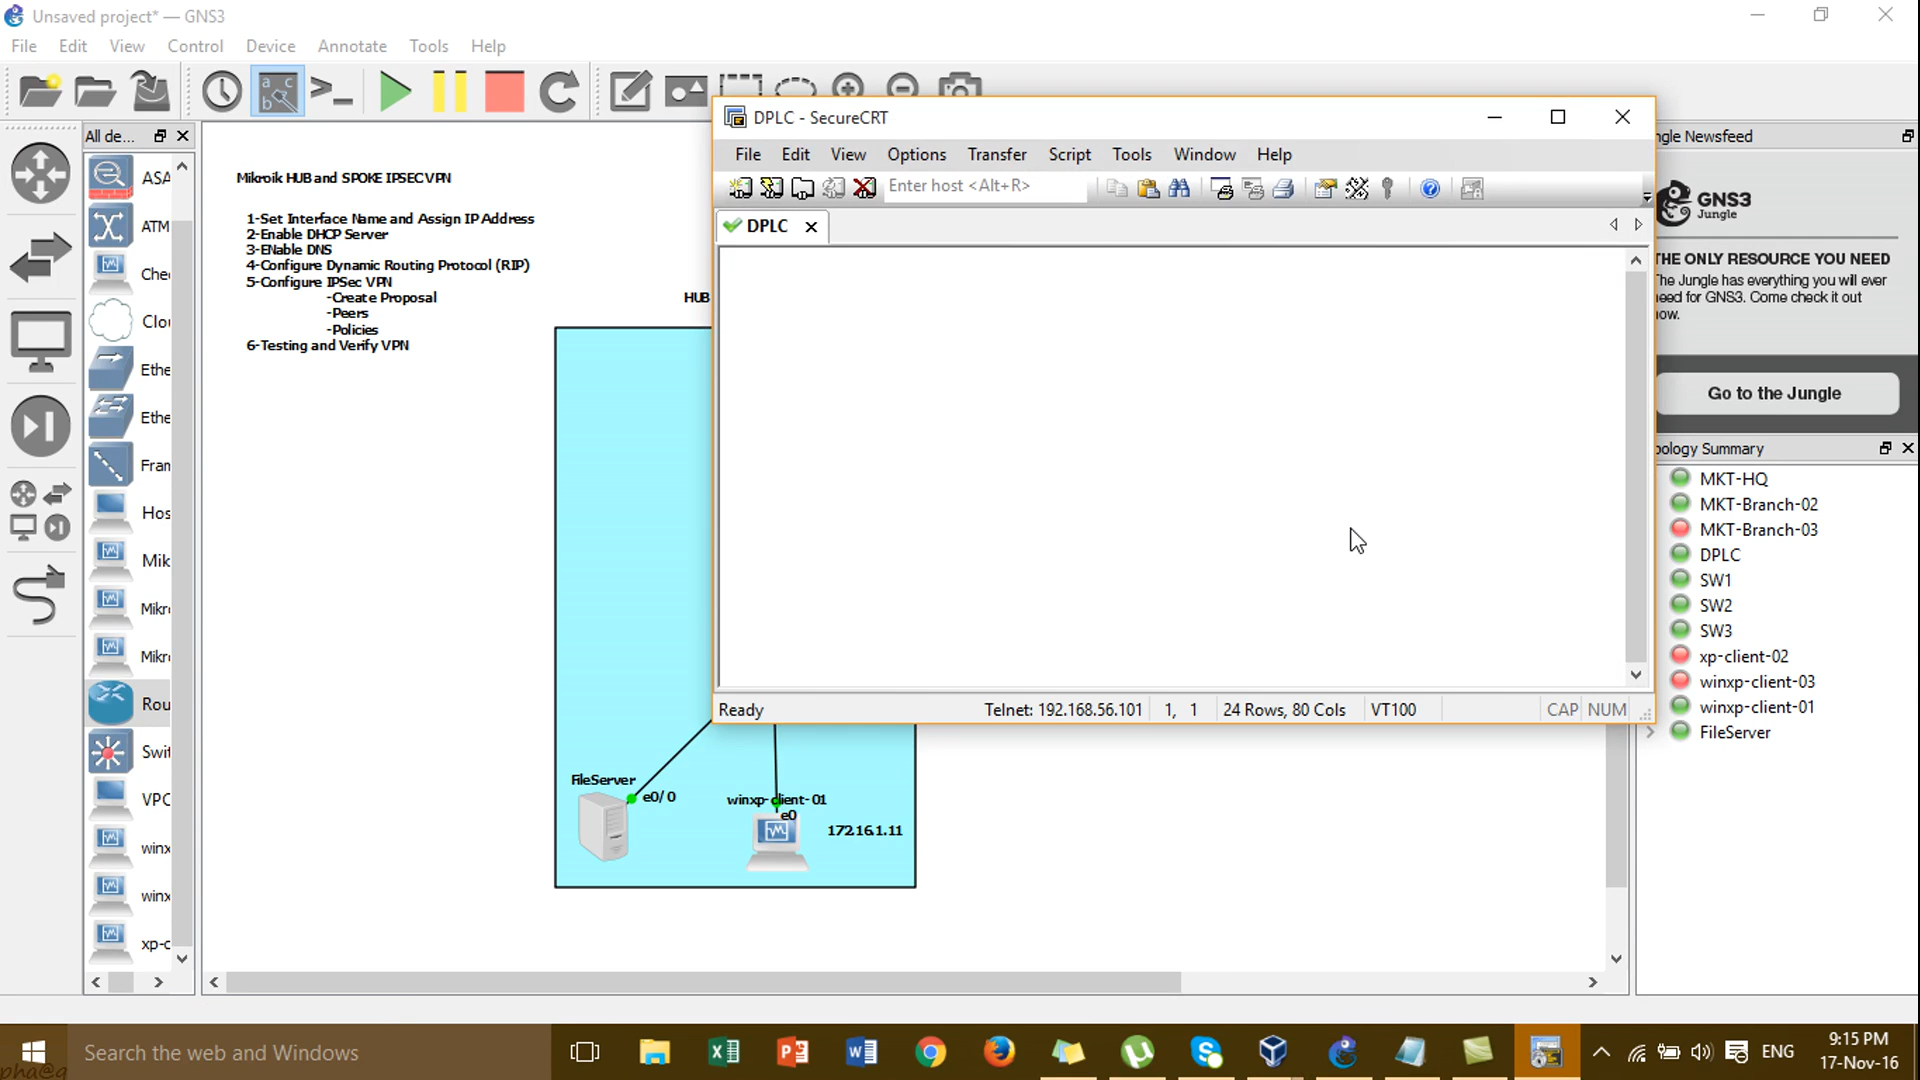 Unsaved project* — GNS3
File Edit View Control Device Annotate Tools Help
All de...
ASA
ATM
Che
Clo
Ethe
Ethe
Fran
Hos
Mik
Mikr
Mikr
Rou
Swit
VPC
winx
winx
xp-c
Mikroik HUB and SPOKE IPSECVPN
1-Set Interface Name and Assign IP Address
2-Enable DHCP Server
3-ENable DNS
4-Configure Dynamic Routing Protocol (RIP)
5-Configure IPSec VPN
-Create Proposal
-Peers
-Policies
6-Testing and Verify VPN
HUB
FileServer
e0/0
winxp-client-01
e0
172.16.1.11
DPLC - SecureCRT
File Edit View Options Transfer Script Tools Window Help
Enter host <Alt+R>
DPLC
Ready
Telnet: 192.168.56.101
1, 1
24 Rows, 80 Cols
VT100
CAP NUM
ngle Newsfeed
GNS3
Jungle
THE ONLY RESOURCE YOU NEED
The Jungle has everything you will ever
need for GNS3. Come check it out
now.
Go to the Jungle
pology Summary
MKT-HQ
MKT-Branch-02
MKT-Branch-03
DPLC
SW1
SW2
SW3
xp-client-02
winxp-client-03
winxp-client-01
FileServer
Search the web and Windows
ENG
9:15 PM
17-Nov-16